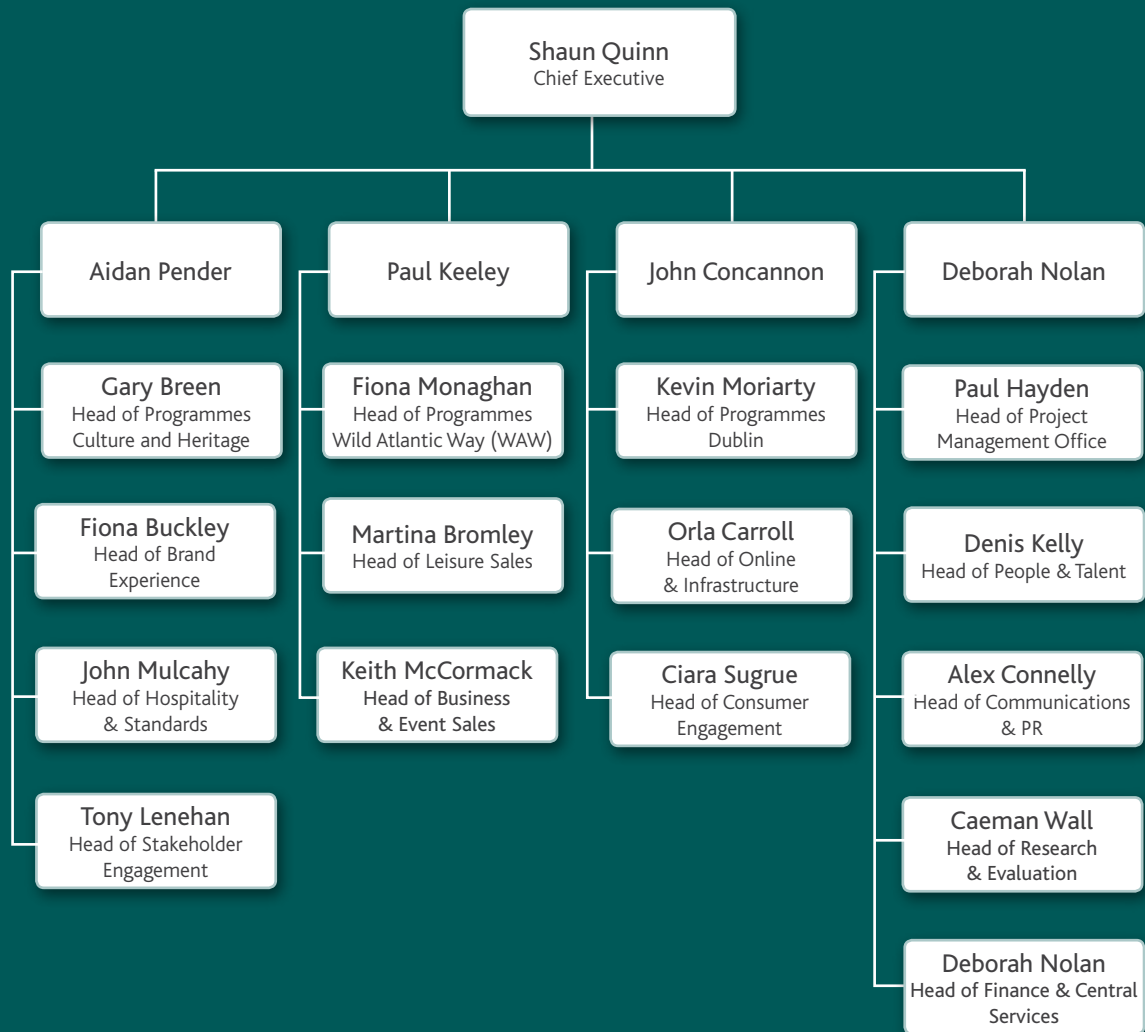 Shaun Quinn
Chief Executive
Aidan Pender
Paul Keeley
John Concannon
Deborah Nolan
Gary Breen
Head of Programmes
Culture and Heritage
Fiona Buckley
Head of Brand
Experience
John Mulcahy
Head of Hospitality
& Standards
Tony Lenehan
Head of Stakeholder
Engagement
Fiona Monaghan
Head of Programmes
Wild Atlantic Way (WAW)
Martina Bromley
Head of Leisure Sales
Keith McCormack
Head of Business
& Event Sales
Kevin Moriarty
Head of Programmes
Dublin
Orla Carroll
Head of Online
& Infrastructure
Ciara Sugrue
Head of Consumer
Engagement
Paul Hayden
Head of Project
Management Office
Denis Kelly
Head of People & Talent
Alex Connelly
Head of Communications
& PR
Caeman Wall
Head of Research
& Evaluation
Deborah Nolan
Head of Finance & Central
Services